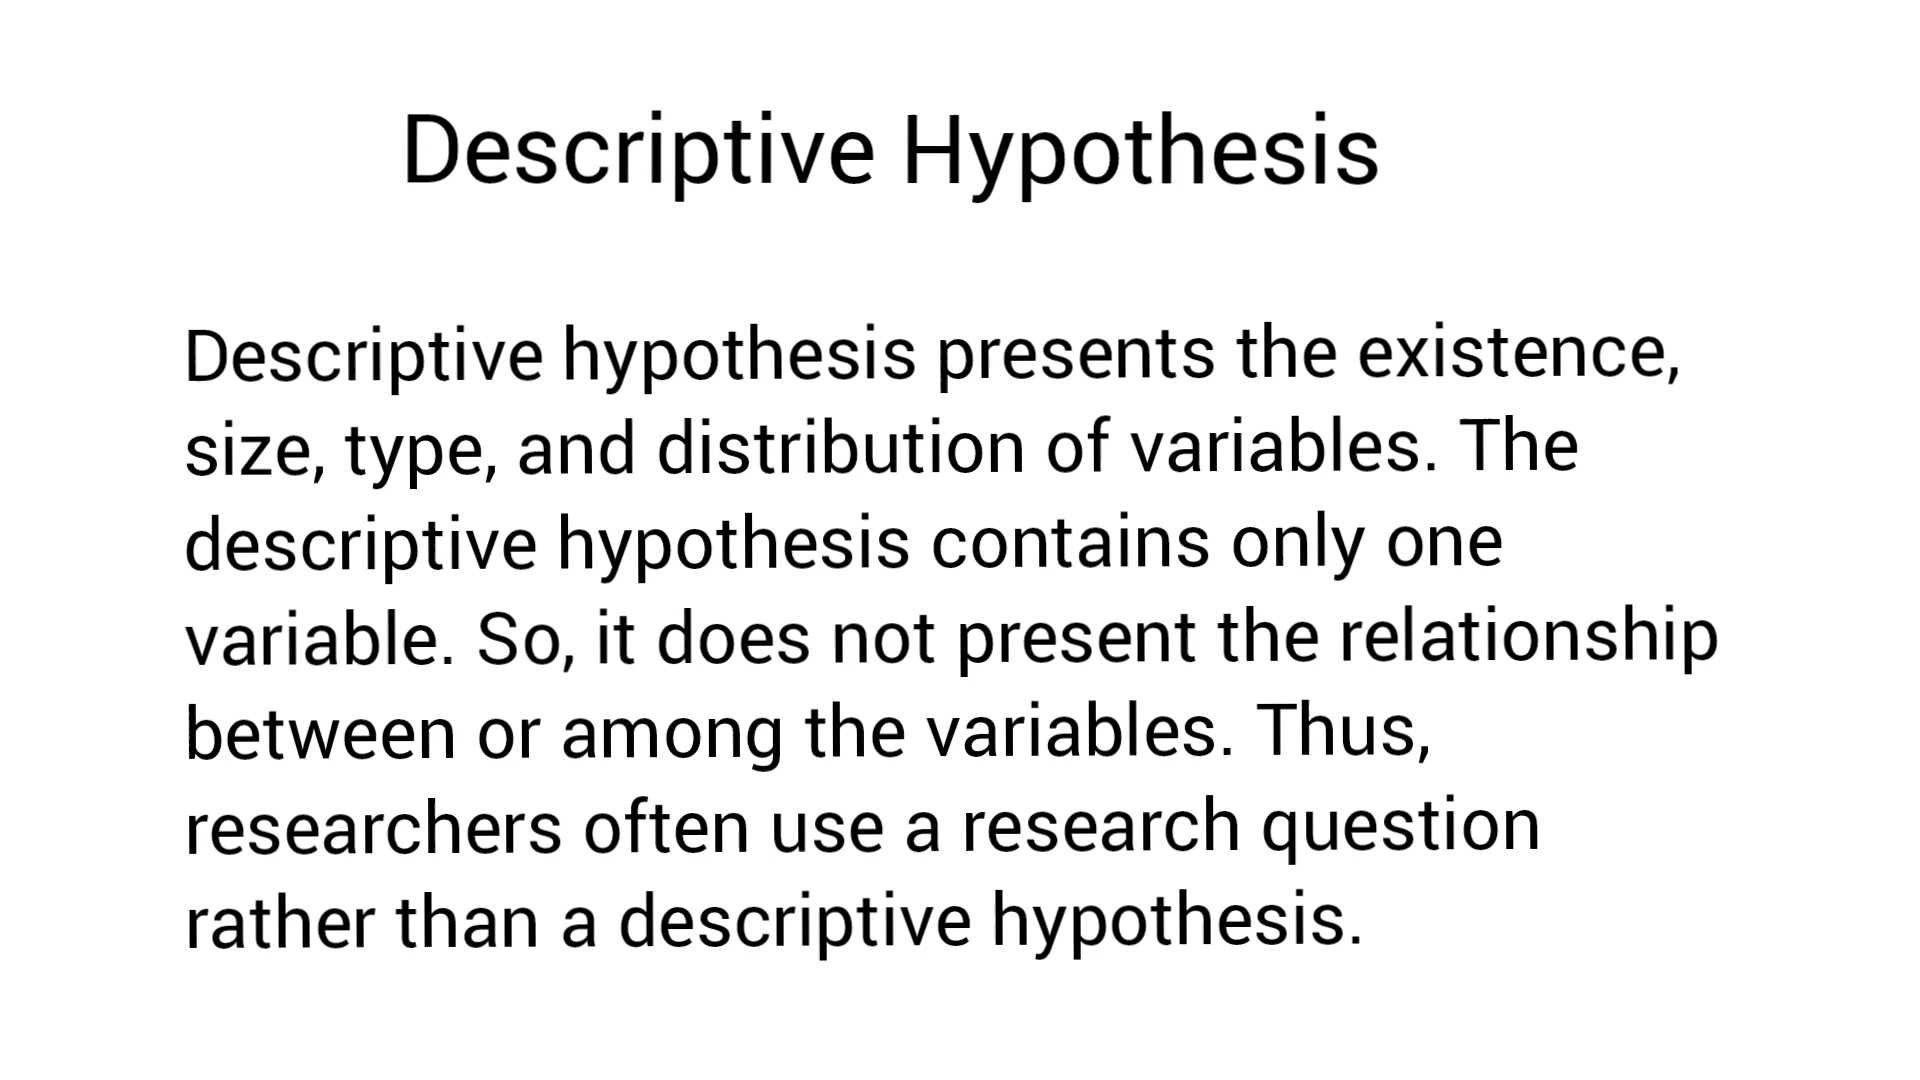 Descriptive Hypothesis
Descriptive hypothesis presents the existence,
size, type, and distribution of variables. The
descriptive hypothesis contains only one
variable. So, it does not present the relationship
between or among the variables. Thus,
researchers often use a research question
rather than a descriptive hypothesis.